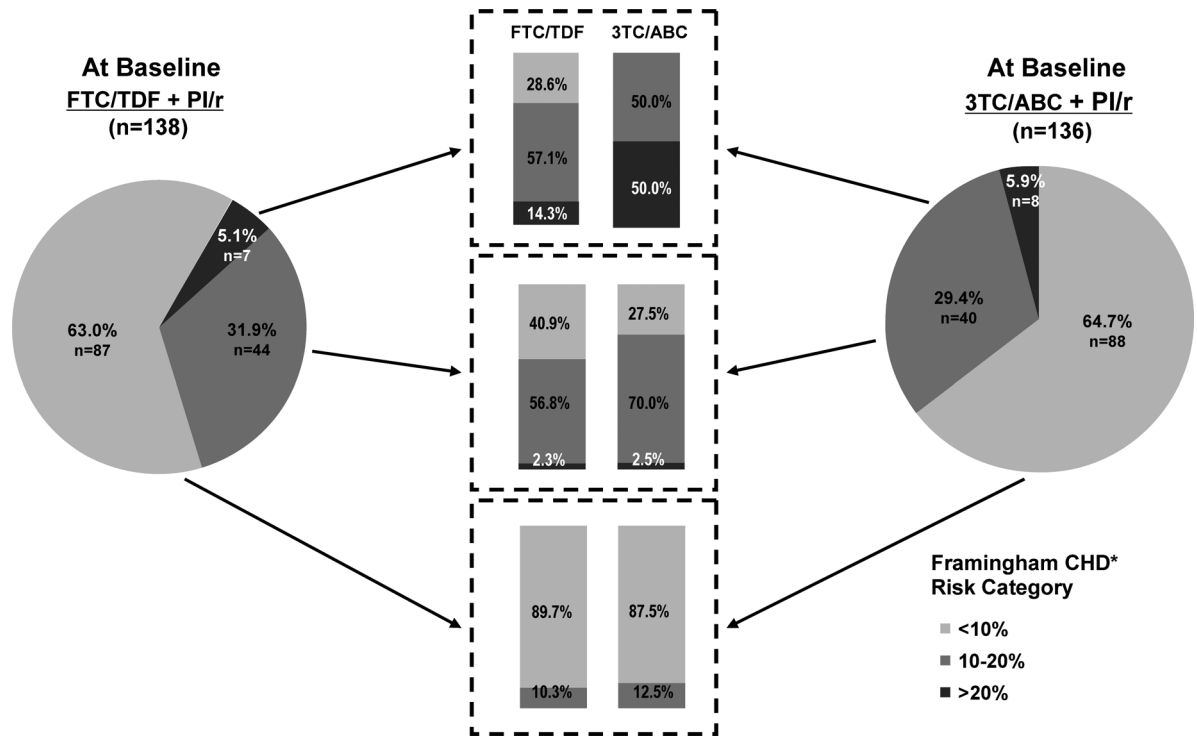 At Baseline
FTC/TDF + PI/r
(n=138)
5.1%
n=7
63.0%
n=87
31.9%
n=44
FTC/TDF 3TC/ABC
28.6%
57.1%
14.3%
50.0%
50.0%
40.9%
56.8%
2.3%
27.5%
70.0%
2.5%
89.7%
10.3%
87.5%
12.5%
At Baseline
3TC/ABC + PI/r
(n=136)
5.9%
n=8
29.4%
n=40
64.7%
n=88
Framingham CHD*
Risk Category
<10%
10-20%
>20%